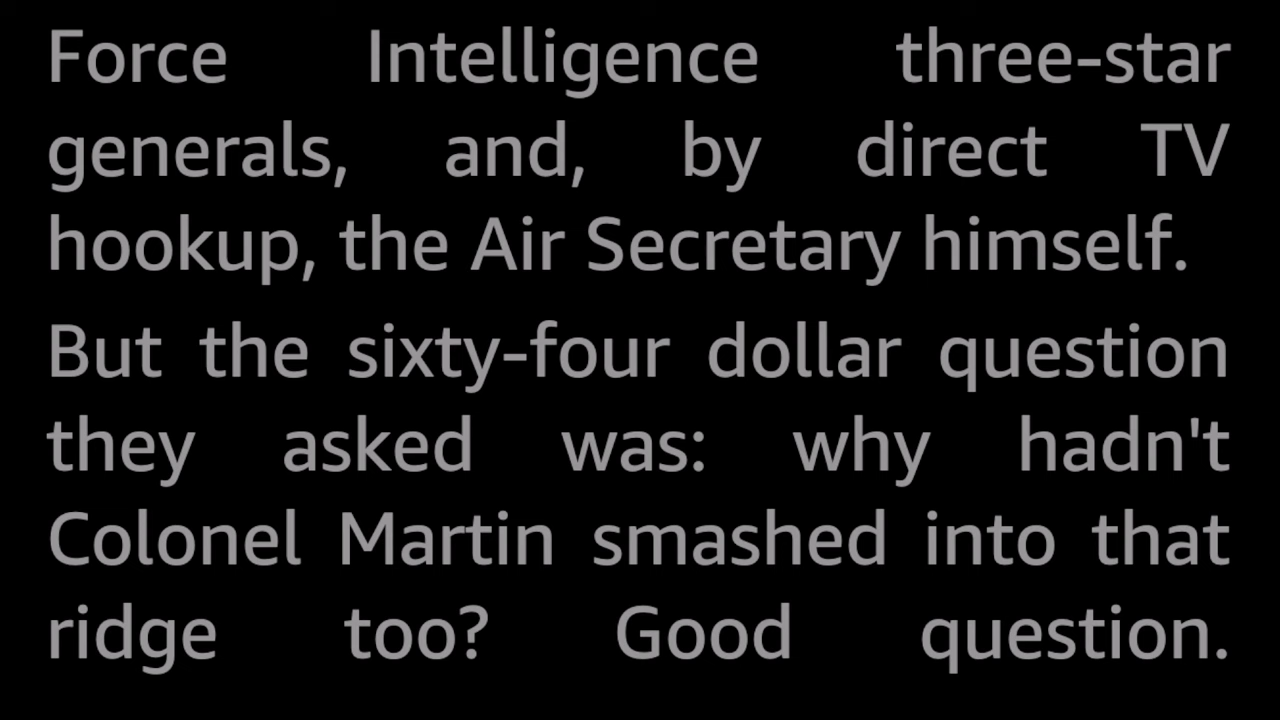 Force Intelligence three-star
generals, and, by direct TV
hookup, the Air Secretary himself.
But the sixty-four dollar question
they asked was: why hadn't
Colonel Martin smashed into that
ridge too? Good question.